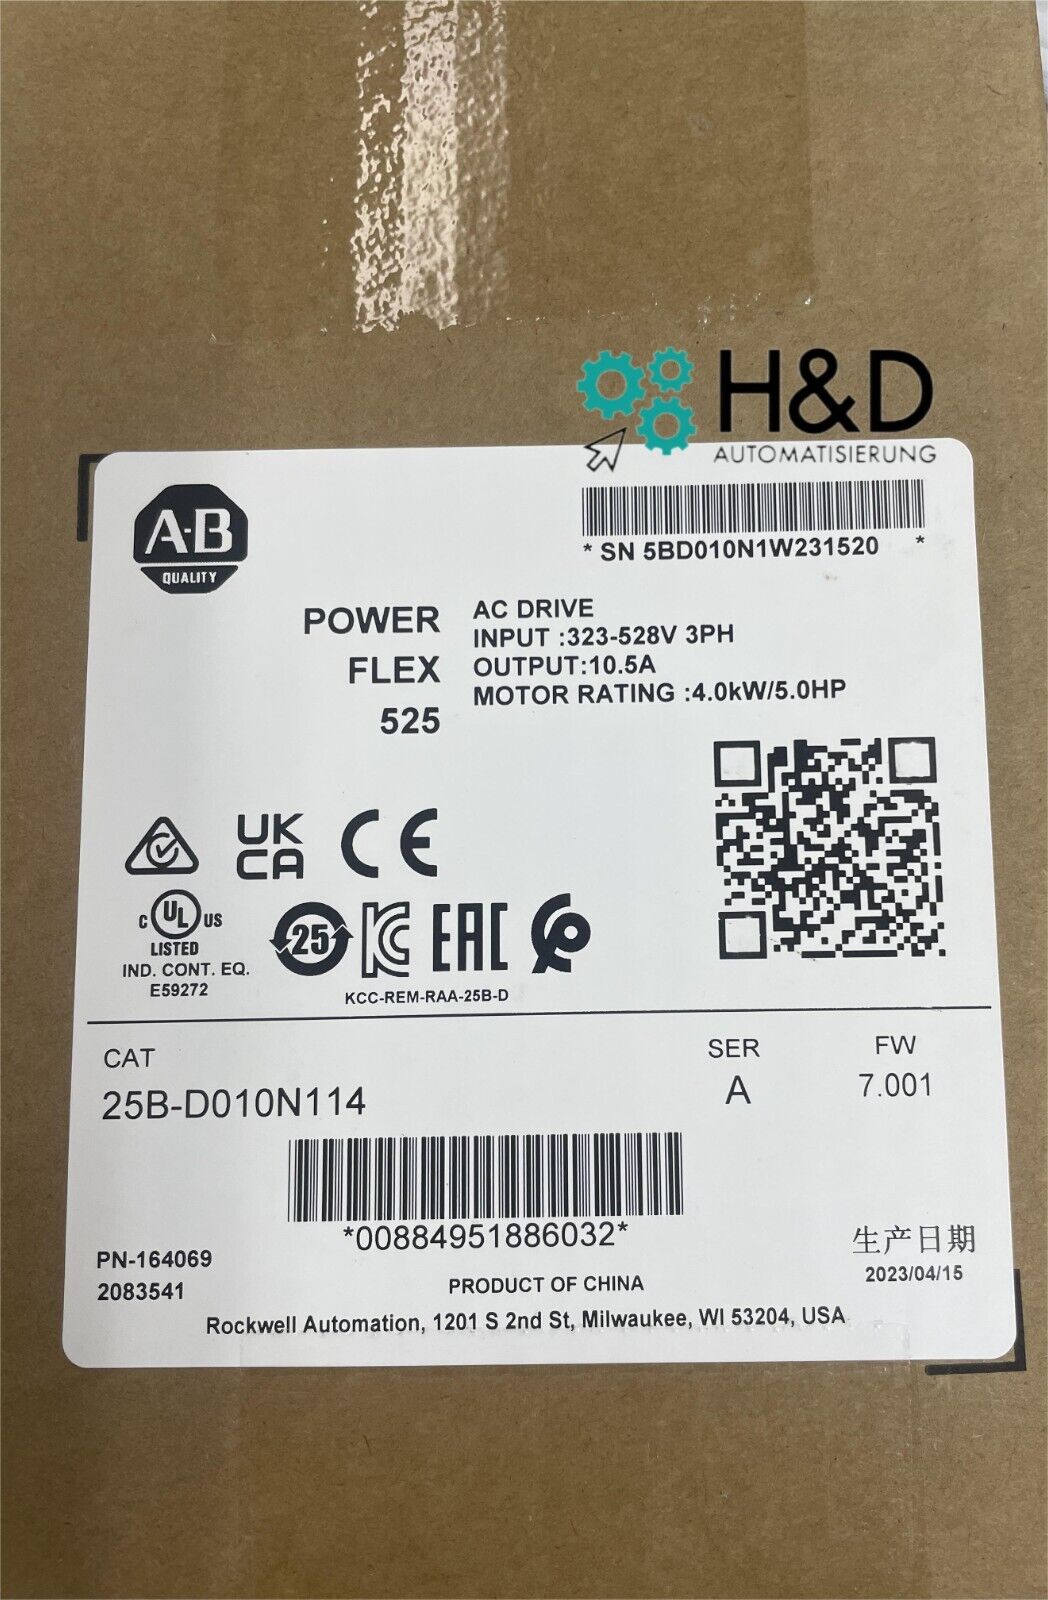 H&D
AUTOMATISIERUNG
A-B
QUALITY
* SN 5BD010N1W231520 *
POWER
FLEX
525
AC DRIVE
INPUT :323-528V 3PH
OUTPUT:10.5A
MOTOR RATING :4.0kW/5.0HP
UK
CA
CE
C UL US
LISTED
IND. CONT. EQ.
E59272
25
KC
EAC
KCC-REM-RAA-25B-D
CAT
25B-D010N114
SER
A
FW
7.001
*00884951886032*
PN-164069
2083541
生产日期
2023/04/15
PRODUCT OF CHINA
Rockwell Automation, 1201 S 2nd St, Milwaukee, WI 53204, USA